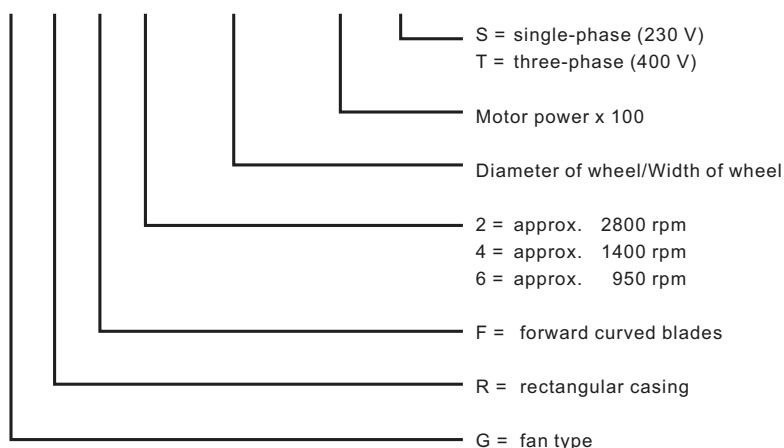 S = single-phase (230 V)
T = three-phase (400 V)
Motor power x 100
Diameter of wheel/Width of wheel
2 = approx. 2800 rpm
4 = approx. 1400 rpm
6 = approx. 950 rpm
F = forward curved blades
R = rectangular casing
G = fan type